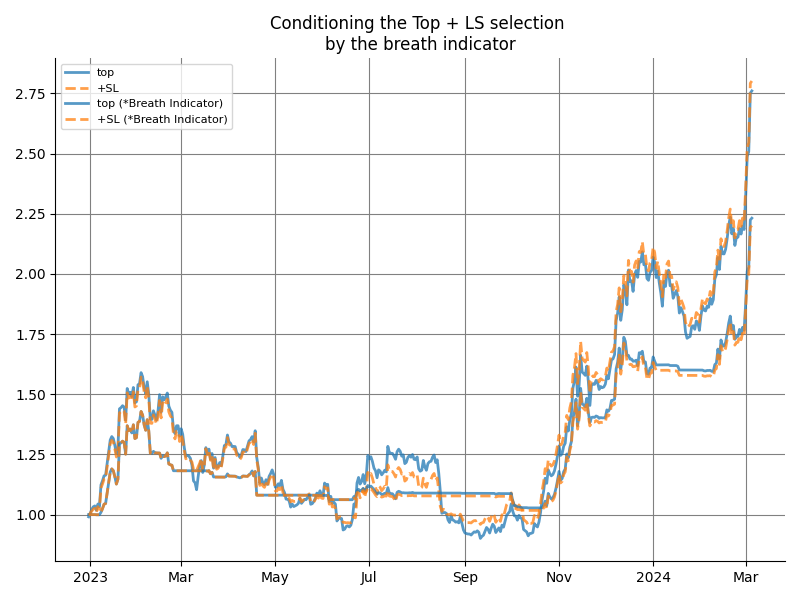 Conditioning the Top + LS selection
by the breath indicator
top
+SL
top (*Breath Indicator)
+SL (*Breath Indicator)
2.75
2.50
2.25
2.00
1.75
1.50
1.25
1.00
2023
Mar
May
Jul
Sep
Nov
2024
Mar